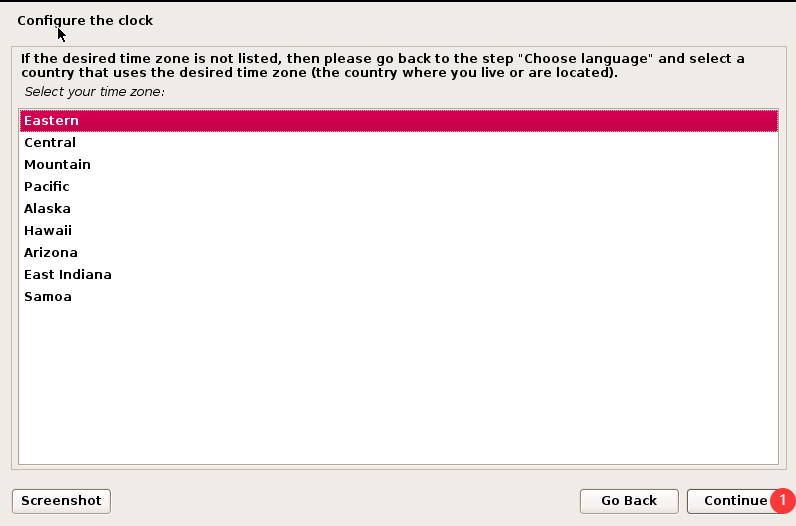 Configure the clock
If the desired time zone is not listed, then please go back to the step "Choose language" and select a
country that uses the desired time zone (the country where you live or are located).
Select your time zone:
Eastern
Central
Mountain
Pacific
Alaska
Hawaii
Arizona
East Indiana
Samoa
Screenshot
Go Back
Continue
1